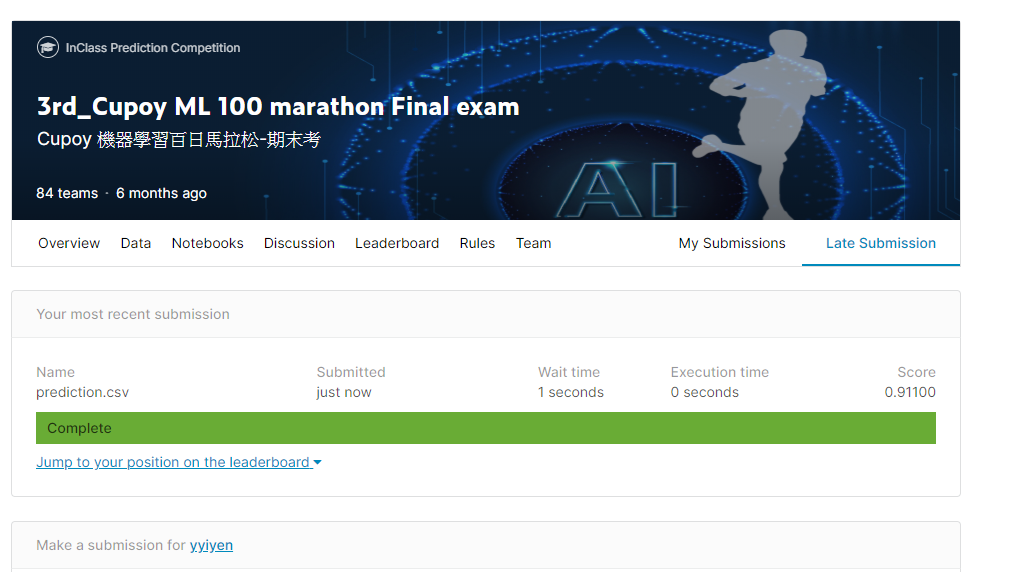 InClass Prediction Competition
3rd_Cupoy ML 100 marathon Final exam
Cupoy 機器學習百日馬拉松-期末考
AI
84 teams · 6 months ago
Overview Data Notebooks Discussion Leaderboard Rules Team My Submissions Late Submission
Your most recent submission
Name Submitted Wait time Execution time Score
prediction.csv just now 1 seconds 0 seconds 0.91100
Complete
Jump to your position on the leaderboard
Make a submission for yyiyen